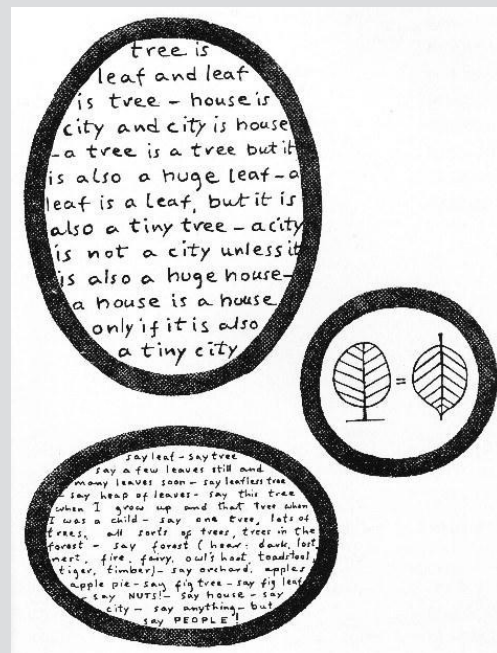 tree is
leaf and leaf
is tree – house is
city and city is house
– a tree is a tree but it
is also a huge leaf – a
leaf is a leaf, but it is
also a tiny tree – a city
is not a city unless it
is also a huge house –
a house is a house
only if it is also
a tiny city
=
say leaf – say tree
say a few leaves still and
many leaves soon – say leafless tree
– say heap of leaves – say this tree
when I grow up and that tree when
I was a child – say one tree, lots of
trees, all sorts of trees, trees in the
forest – say forest (hear: dark, lost,
nest, fire, fairy, owl's hoot, toadstool,
tiger, timber) – say orchard, apples
apple pie – say fig tree – say fig leaf
– say NUTS! – say house – say
city – say anything – but
say PEOPLE!